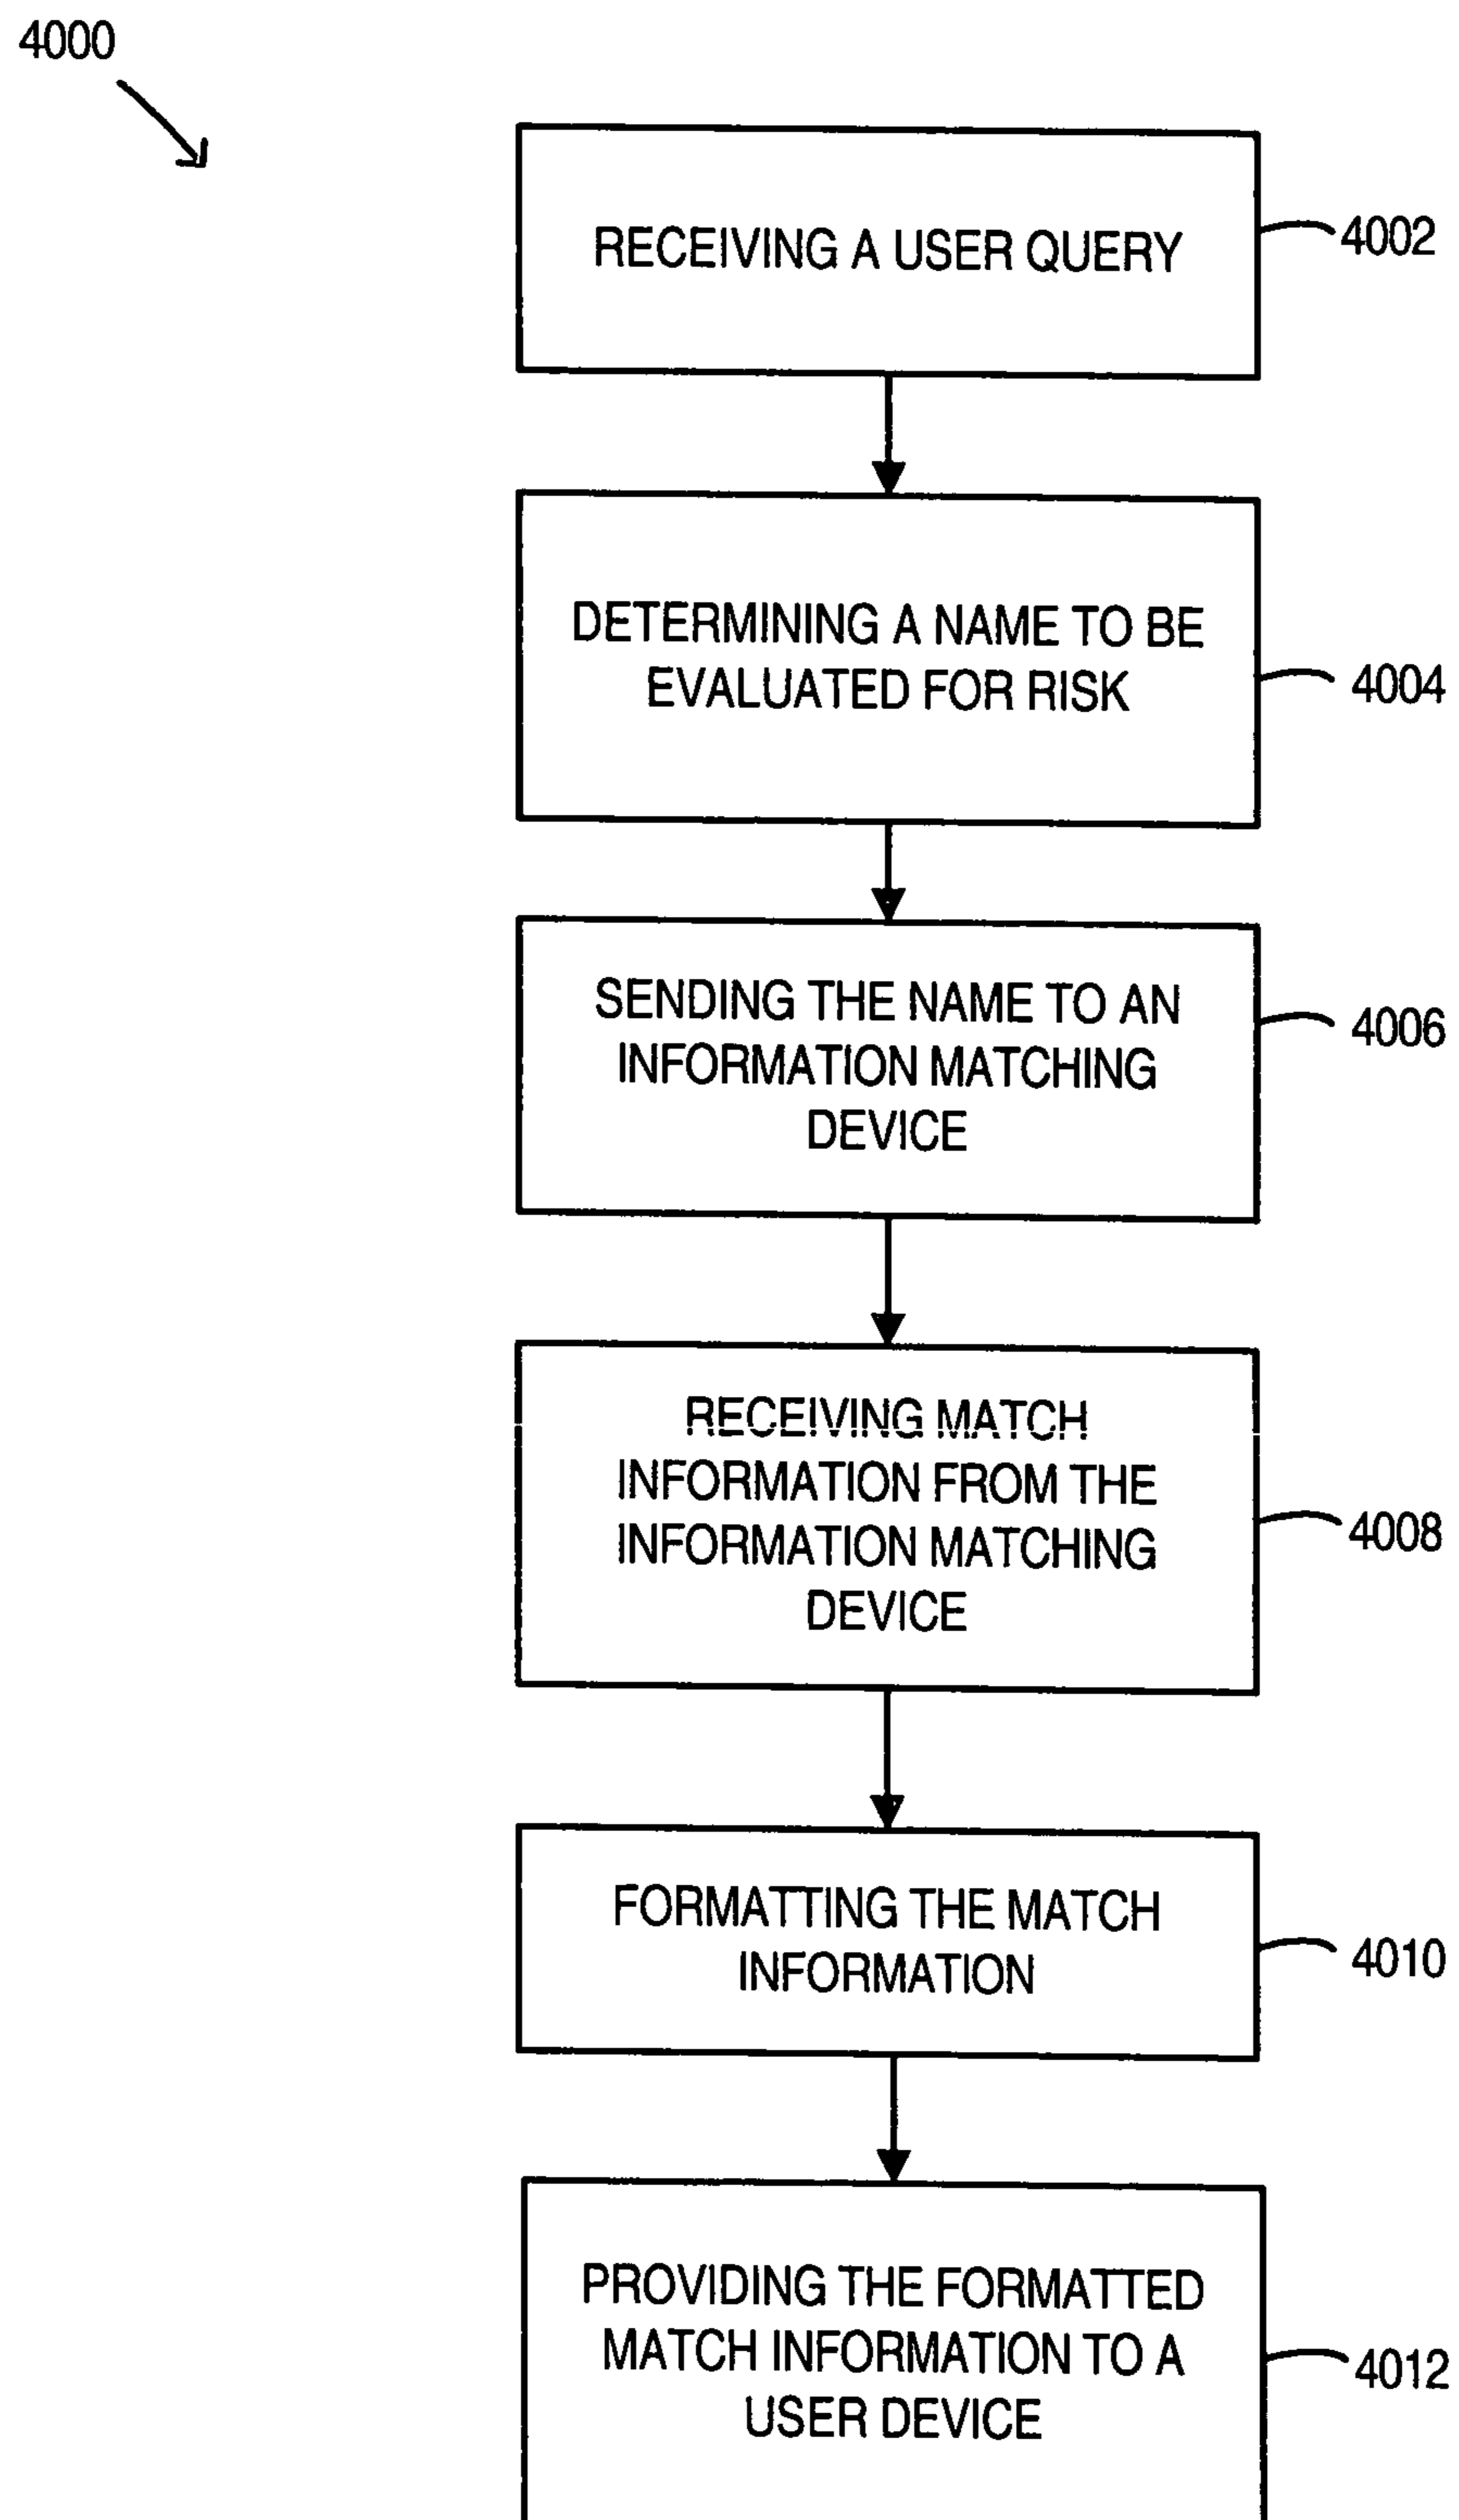 4000
RECEIVING A USER QUERY
4002
DETERMINING A NAME TO BE
EVALUATED FOR RISK
4004
SENDING THE NAME TO AN
INFORMATION MATCHING
DEVICE
4006
RECEIVING MATCH
INFORMATION FROM THE
INFORMATION MATCHING
DEVICE
4008
FORMATTING THE MATCH
INFORMATION
4010
PROVIDING THE FORMATTED
MATCH INFORMATION TO A
USER DEVICE
4012